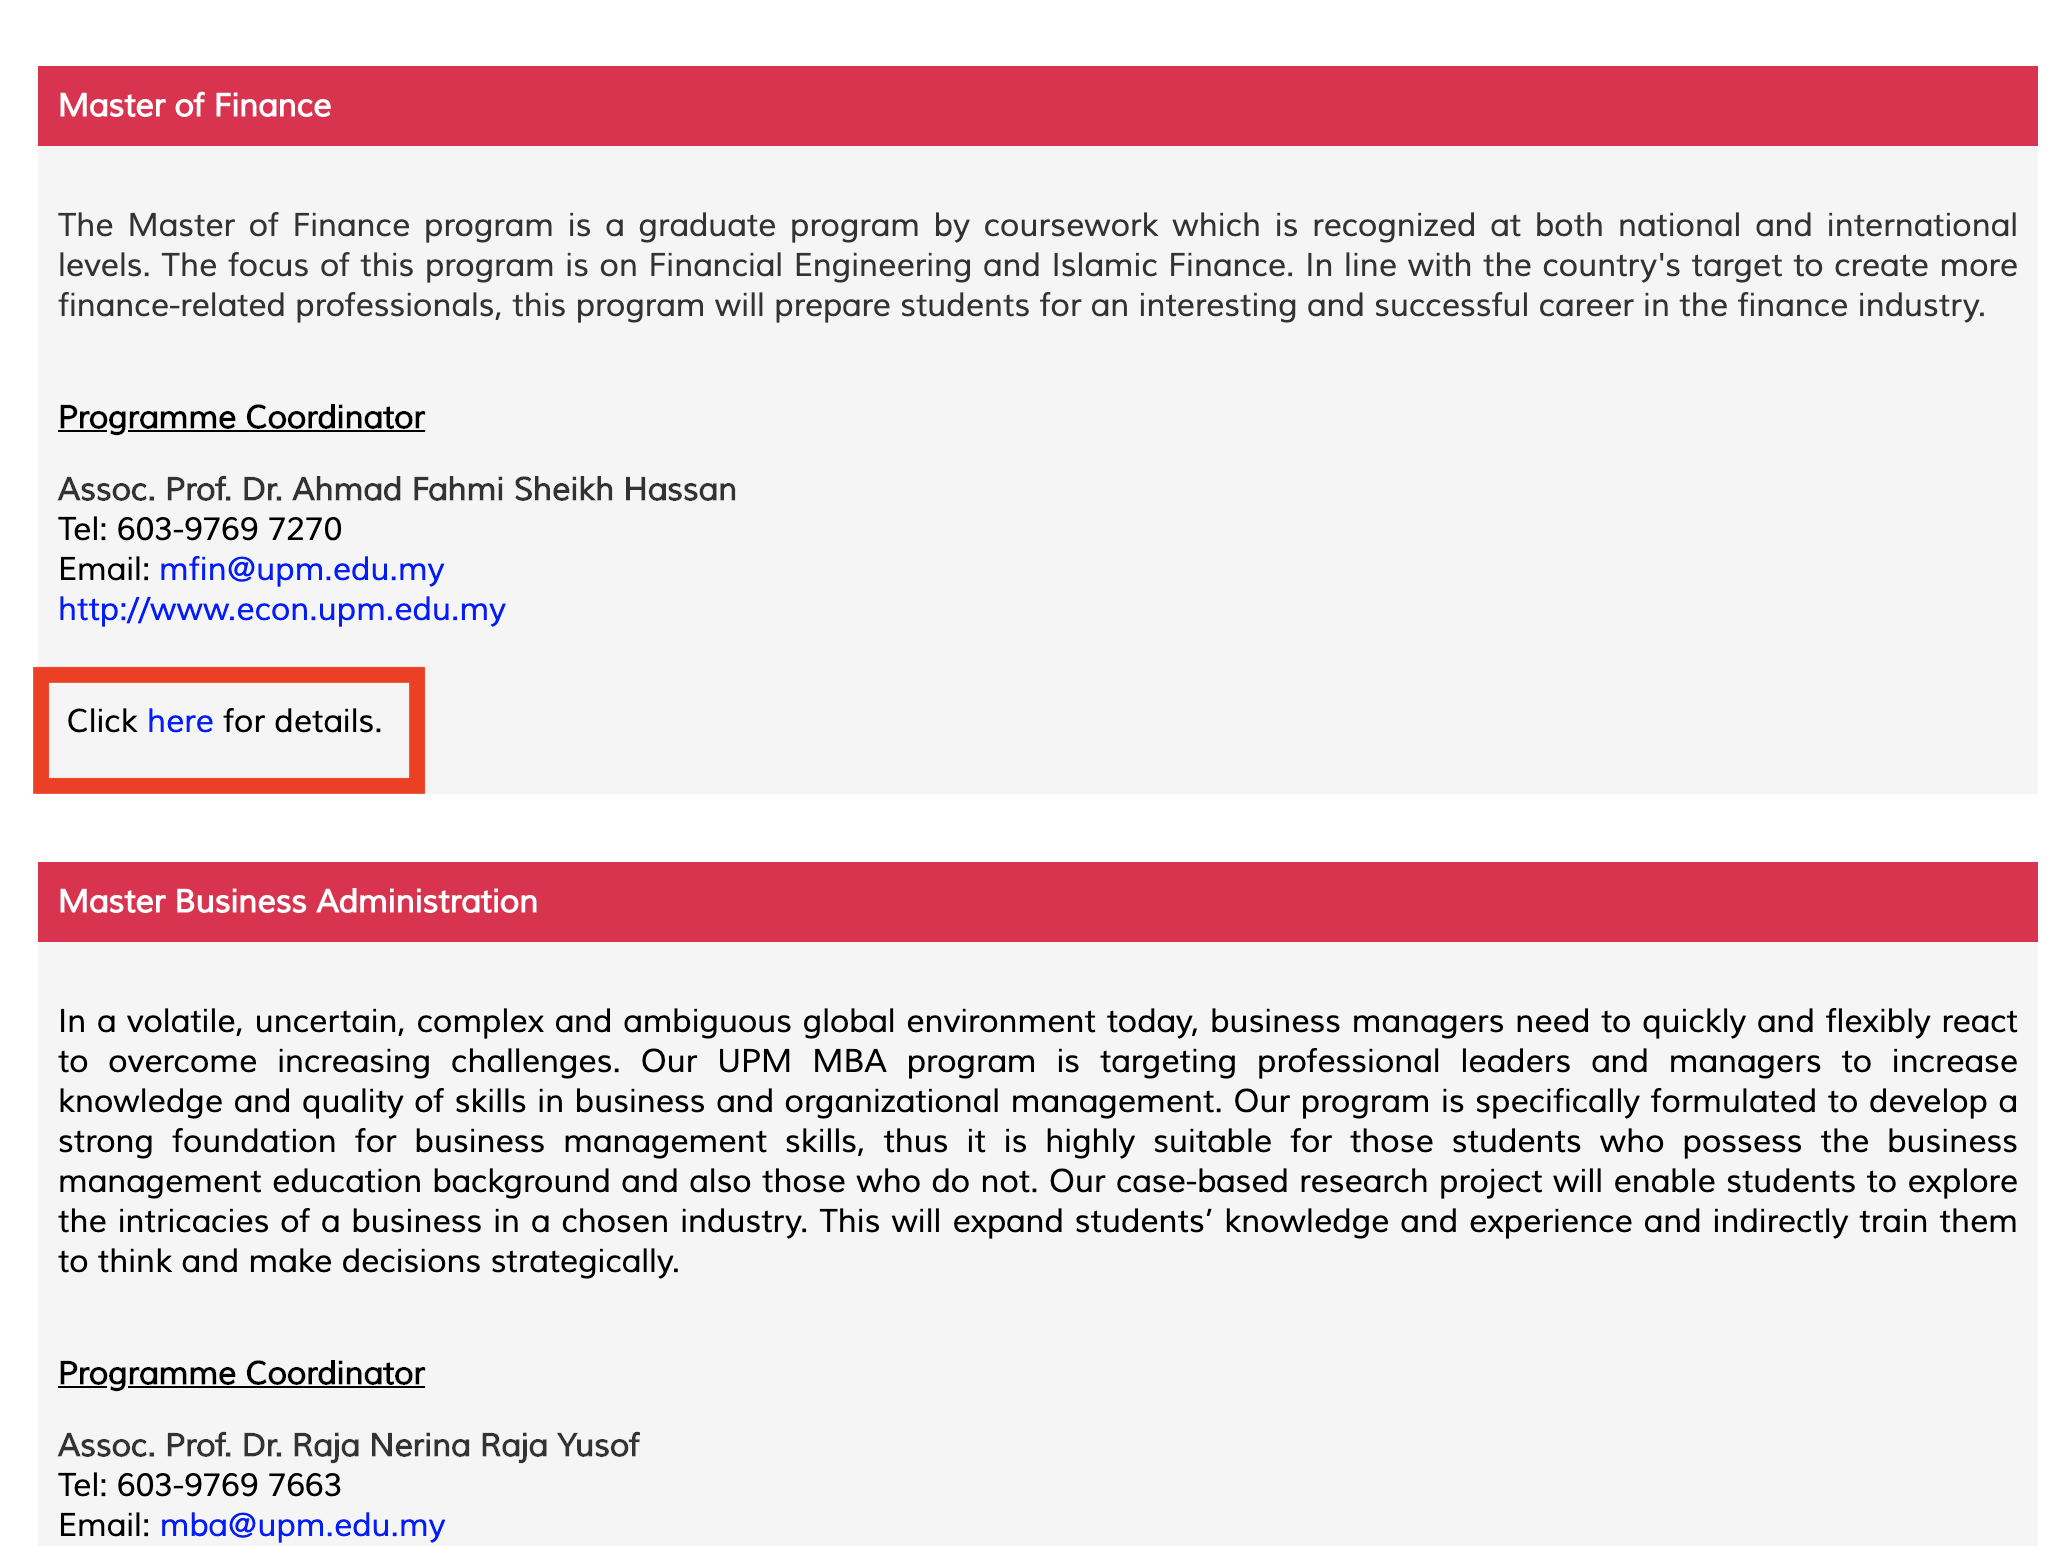 Master of Finance
The Master of Finance program is a graduate program by coursework which is recognized at both national and international
levels. The focus of this program is on Financial Engineering and Islamic Finance. In line with the country's target to create more
finance-related professionals, this program will prepare students for an interesting and successful career in the finance industry.
Programme Coordinator
Assoc. Prof. Dr. Ahmad Fahmi Sheikh Hassan
Tel: 603-9769 7270
Email: mfin@upm.edu.my
http://www.econ.upm.edu.my
Click here for details.
Master Business Administration
In a volatile, uncertain, complex and ambiguous global environment today, business managers need to quickly and flexibly react
to overcome increasing challenges. Our UPM MBA program is targeting professional leaders and managers to increase
knowledge and quality of skills in business and organizational management. Our program is specifically formulated to develop a
strong foundation for business management skills, thus it is highly suitable for those students who possess the business
management education background and also those who do not. Our case-based research project will enable students to explore
the intricacies of a business in a chosen industry. This will expand students’ knowledge and experience and indirectly train them
to think and make decisions strategically.
Programme Coordinator
Assoc. Prof. Dr. Raja Nerina Raja Yusof
Tel: 603-9769 7663
Email: mba@upm.edu.my